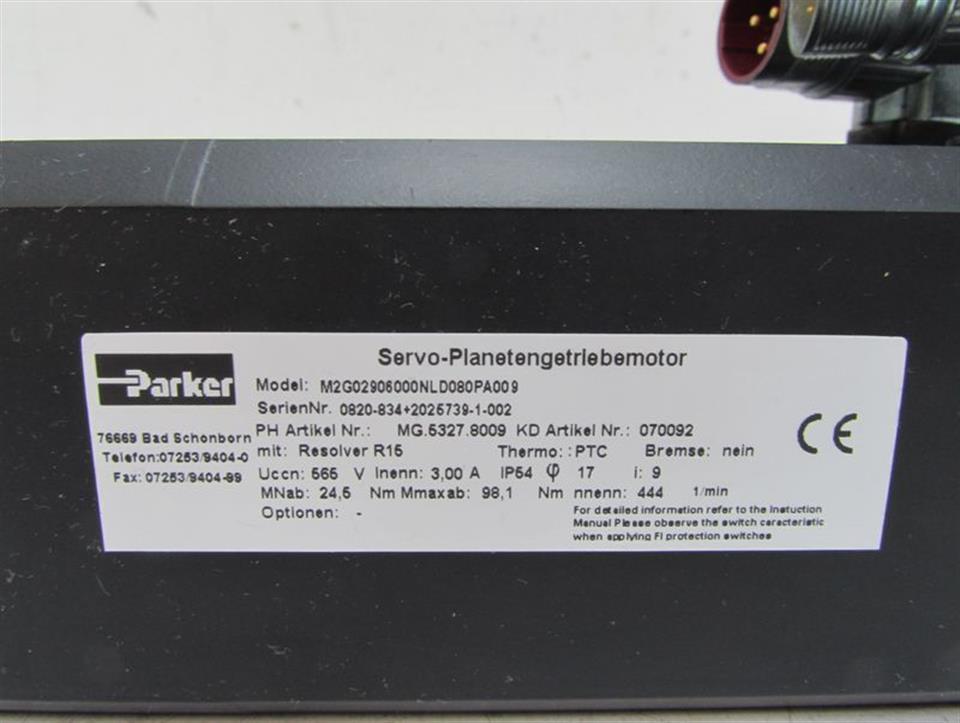 Servo-Planetengetriebemotor
Parker
Model: M2G02906000NLD080PA009
SerienNr. 0820-834+2025739-1-002
76669 Bad Schonborn
PH Artikel Nr.: MG.5327.8009 KD Artikel Nr.: 070092
Telefon:07253/9404-0
mit: Resolver R15 Thermo: :PTC Bremse: nein
Fax: 07253/9404-99
Uccn: 565 V Inenn: 3,00 A IP54 φ 17 i: 9
MNab: 24,5 Nm Mmaxab: 98,1 Nm nnenn: 444 1/min
Optionen: -
For detailed information refer to the Instuction
Manual Please observe the switch caracteristic
when applying FI protection switches
CE